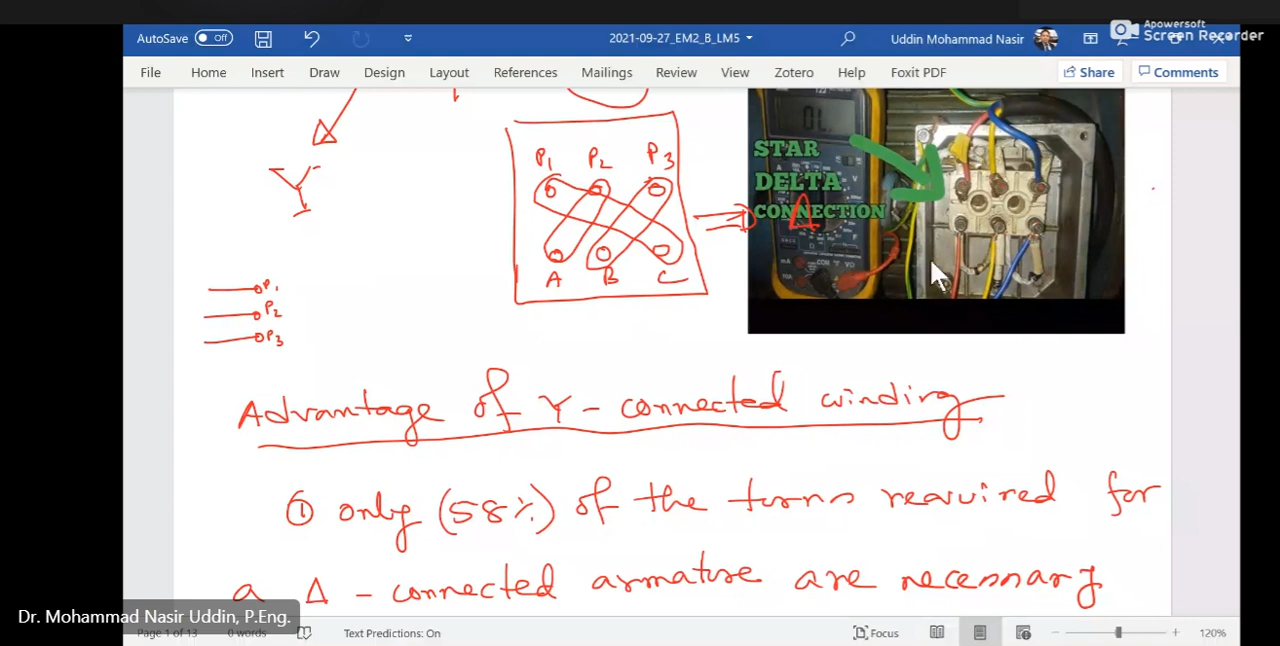 Apowersoft
Screen Recorder
AutoSave Off 2021-09-27_EM2_B_LM5 Uddin Mohammad Nasir
File Home Insert Draw Design Layout References Mailings Review View Zotero Help Foxit PDF Share Comments
Y
P1 P2 P3
A B C
Δ
P1
P2
P3
OL
STAR
DELTA
CONNECTION
Advantage of Y - connected winding
① only (58%) of the turns required for
a Δ - connected armature are necessary
Dr. Mohammad Nasir Uddin, P.Eng.
Page 1 of 13 0 words Text Predictions: On Focus 120%